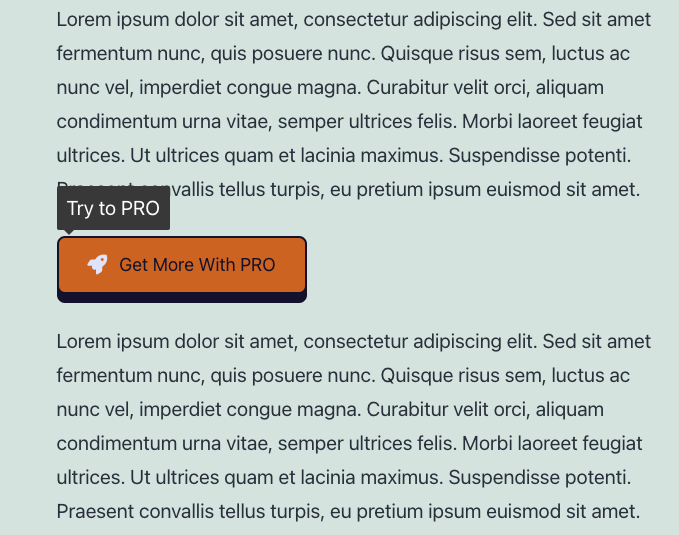 Lorem ipsum dolor sit amet, consectetur adipiscing elit. Sed sit amet
fermentum nunc, quis posuere nunc. Quisque risus sem, luctus ac
nunc vel, imperdiet congue magna. Curabitur velit orci, aliquam
condimentum urna vitae, semper ultrices felis. Morbi laoreet feugiat
ultrices. Ut ultrices quam et lacinia maximus. Suspendisse potenti.
tellus turpis, eu pretium ipsum euismod sit amet.
Try to PRO
Get More With PRO
Lorem ipsum dolor sit amet, consectetur adipiscing elit. Sed sit amet
fermentum nunc, quis posuere nunc. Quisque risus sem, luctus ac
nunc vel, imperdiet congue magna. Curabitur velit orci, aliquam
condimentum urna vitae, semper ultrices felis. Morbi laoreet feugiat
ultrices. Ut ultrices quam et lacinia maximus. Suspendisse potenti.
Praesent convallis tellus turpis, eu pretium ipsum euismod sit amet.